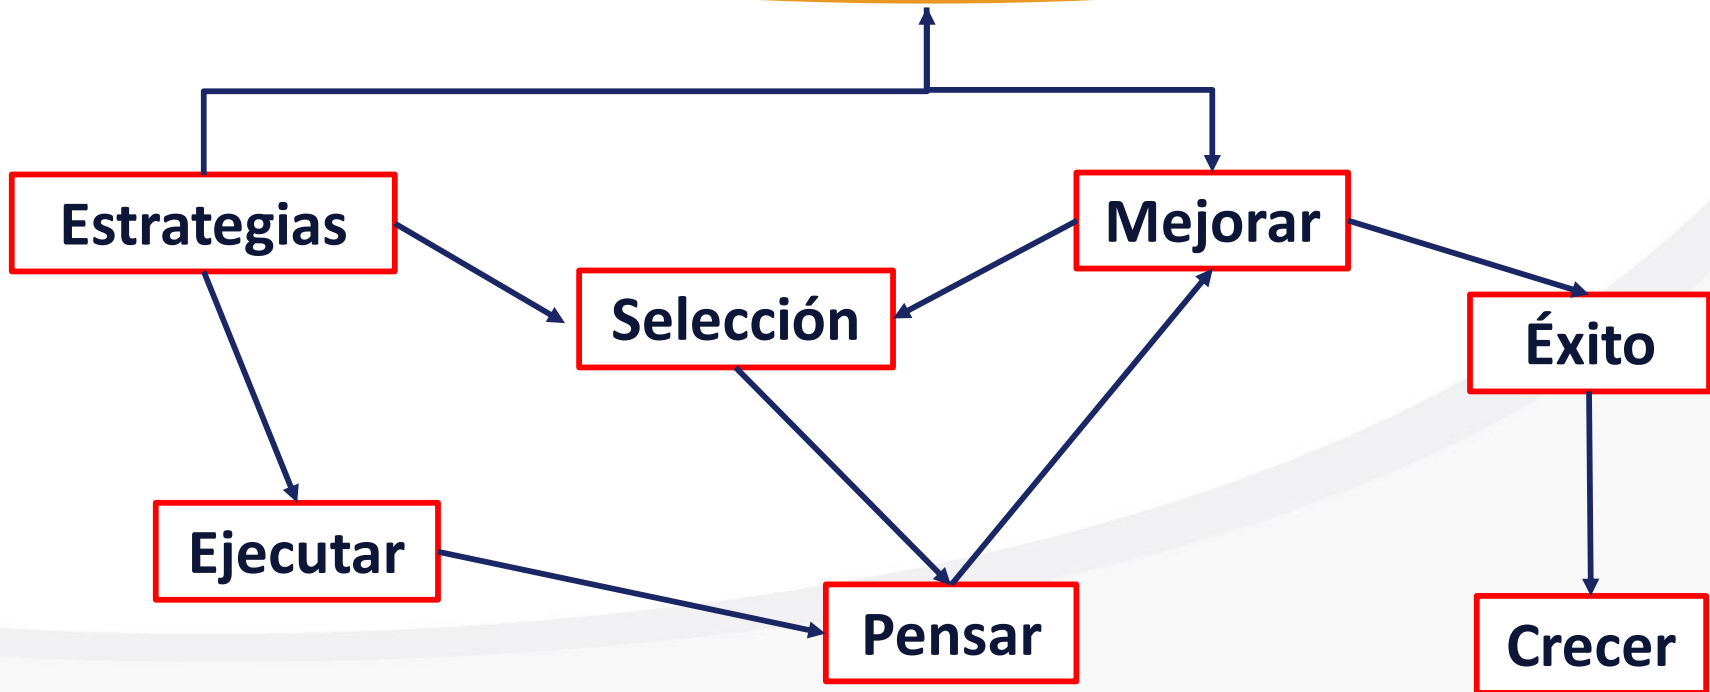 Estrategias
Mejorar
Selección
Éxito
Ejecutar
Pensar
Crecer